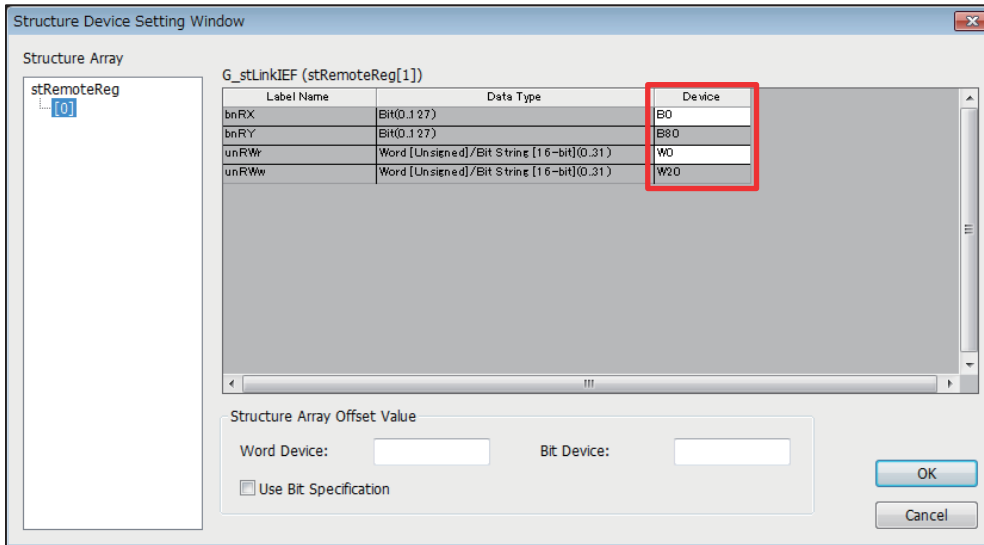 Structure Device Setting Window
Structure Array
stRemoteReg
[0]
G_stLinkIEF (stRemoteReg[1])
Label Name Data Type Device
bnRX Bit(0..127) B0
bnRY Bit(0..127) B80
unRWr Word [Unsigned]/Bit String [16-bit](0..31) W0
unRWw Word [Unsigned]/Bit String [16-bit](0..31) W20
Structure Array Offset Value
Word Device: Bit Device:
Use Bit Specification
OK
Cancel